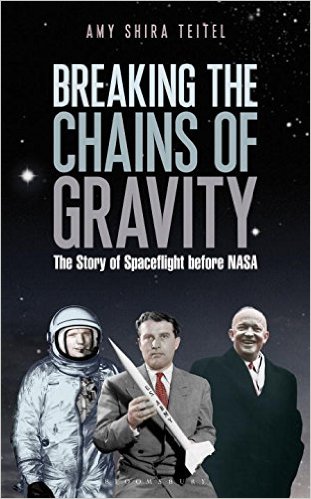 AMY SHIRA TEITEL
BREAKING THE
CHAINS OF
GRAVITY
The Story of Spaceflight before NASA
BLOOMSBURY